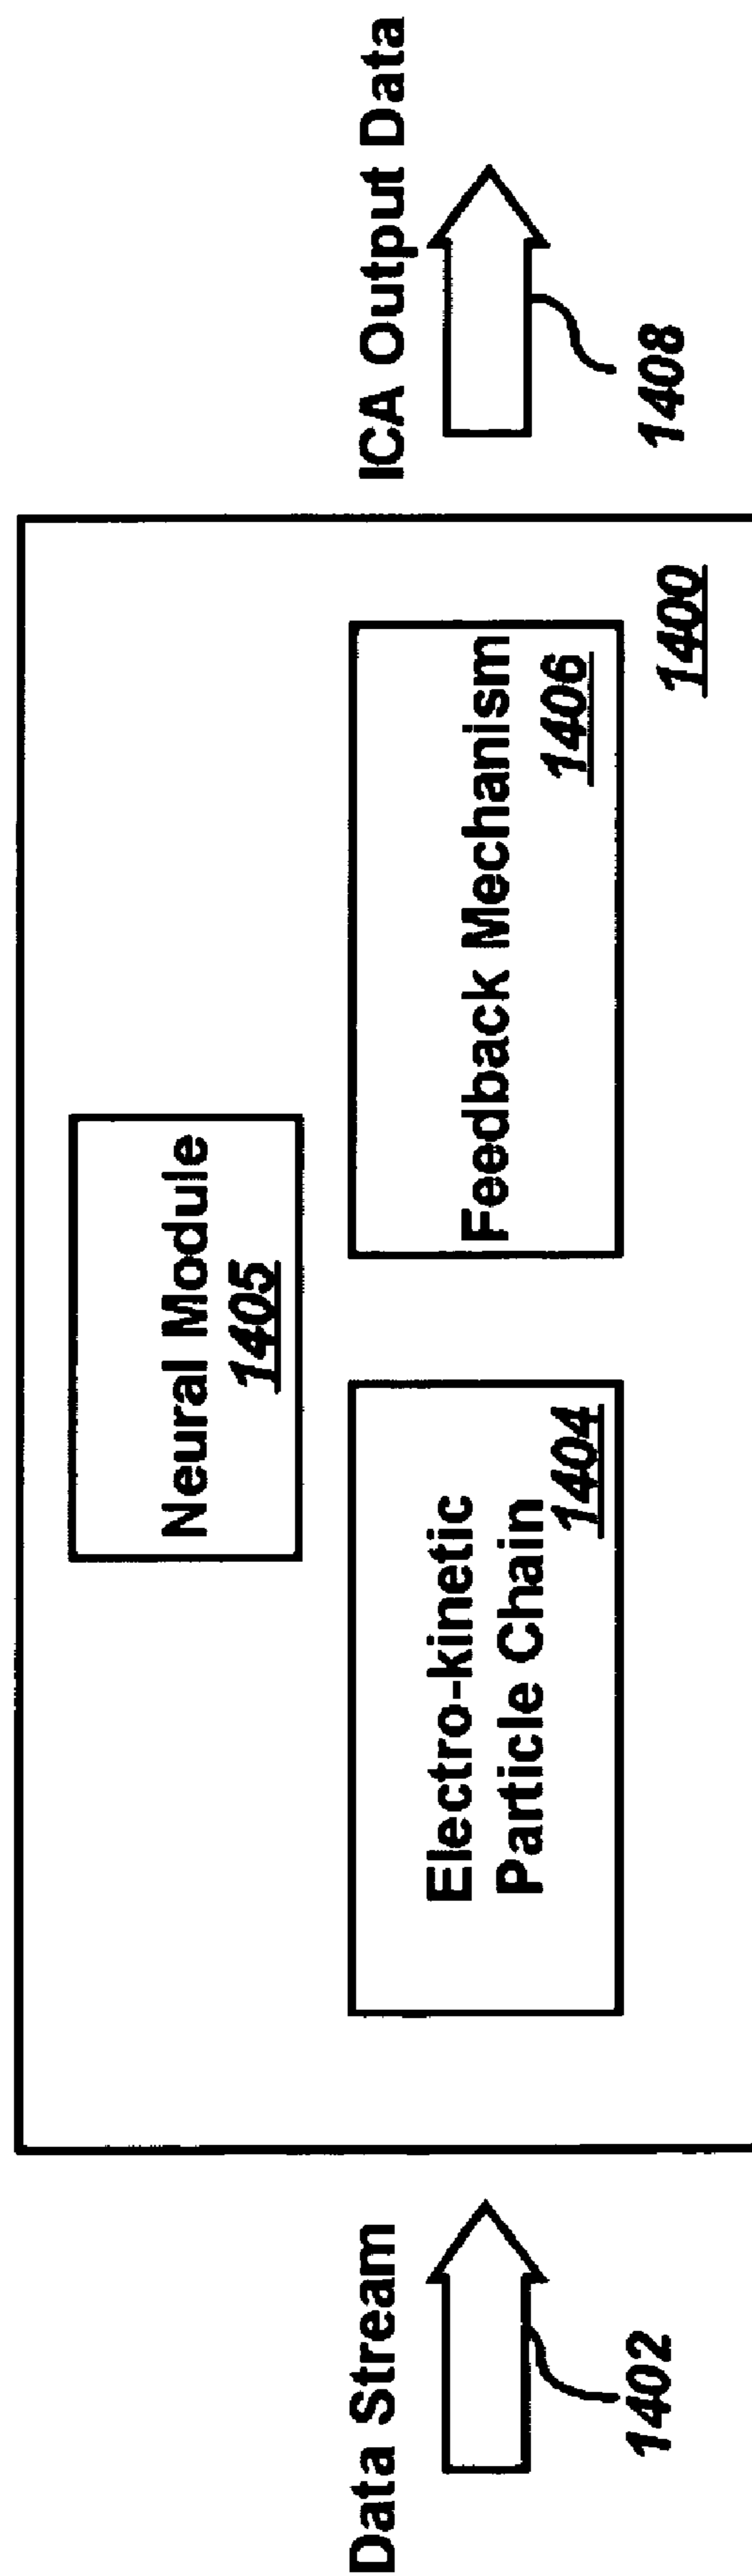 Data Stream
1402
Neural Module
1405
Electro-kinetic
Particle Chain
1404
Feedback Mechanism
1406
1400
ICA Output Data
1408